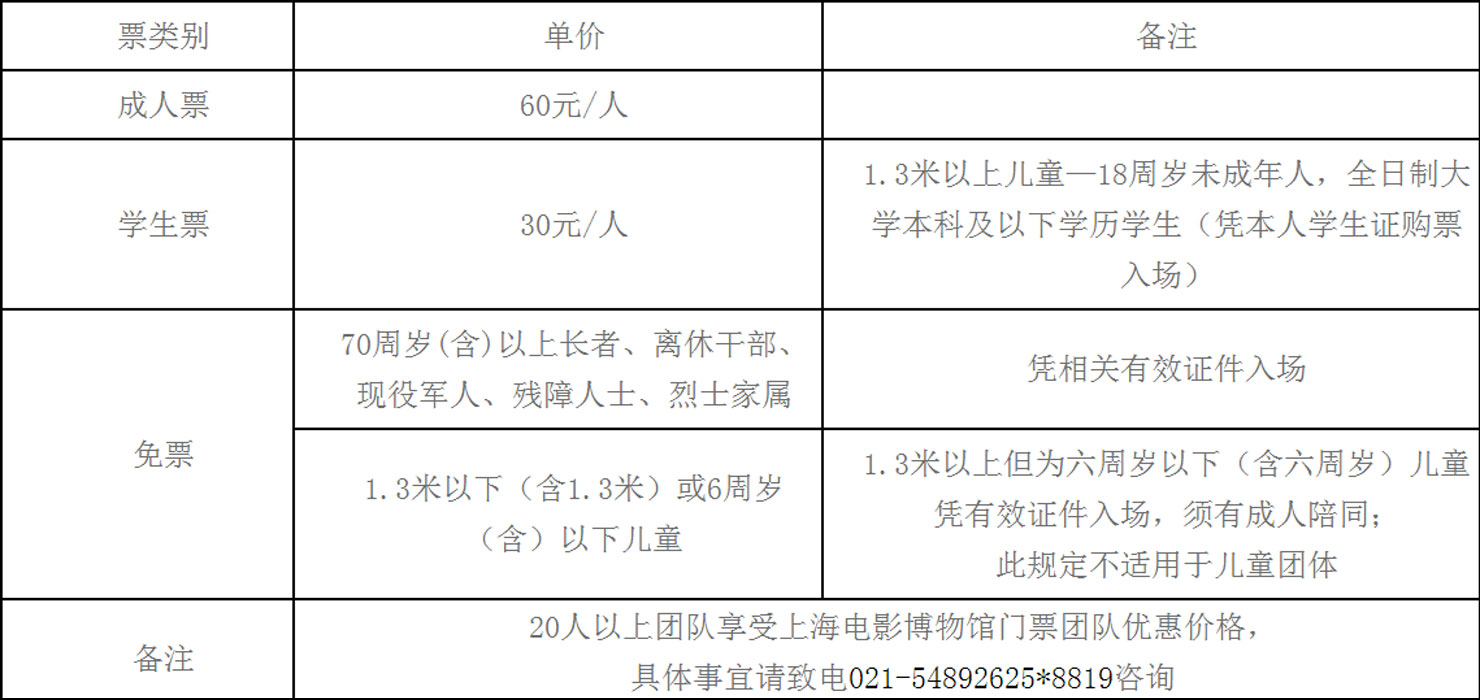 票类别
单价
备注
成人票
60元/人
学生票
30元/人
1.3米以上儿童—18周岁未成年人，全日制大
学本科及以下学历学生（凭本人学生证购票
入场）
免票
70周岁(含)以上长者、离休干部、
现役军人、残障人士、烈士家属
凭相关有效证件入场
1.3米以下（含1.3米）或6周岁
（含）以下儿童
1.3米以上但为六周岁以下（含六周岁）儿童
凭有效证件入场，须有成人陪同；
此规定不适用于儿童团体
备注
20人以上团队享受上海电影博物馆门票团队优惠价格，
具体事宜请致电021-54892625*8819咨询